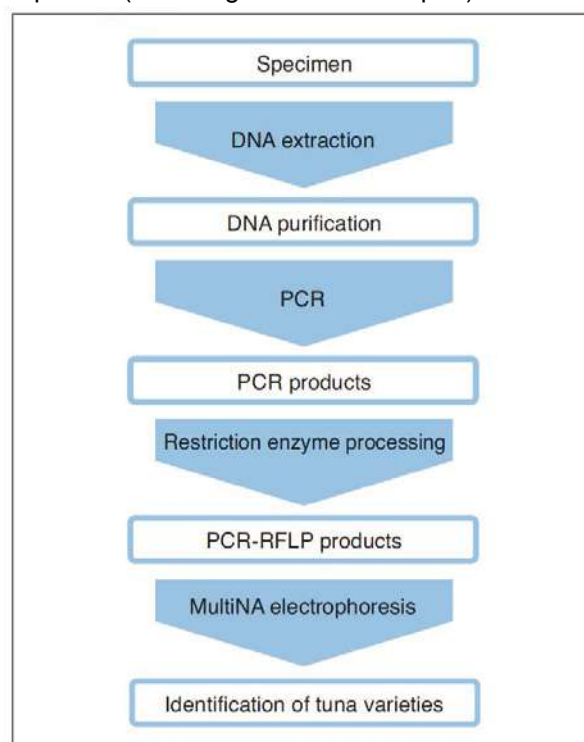 Specimen
DNA extraction
DNA purification
PCR
PCR products
Restriction enzyme processing
PCR-RFLP products
MultiNA electrophoresis
Identification of tuna varieties